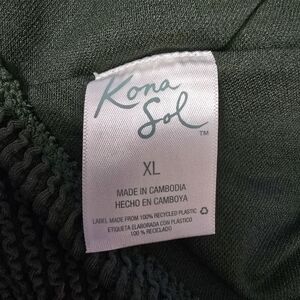 Kona
Sol
TM
XL
MADE IN CAMBODIA
HECHO EN CAMBOYA
LABEL MADE FROM 100% RECYCLED PLASTIC
ETIQUETA ELABORADA CON PLÁSTICO
100 % RECICLADO